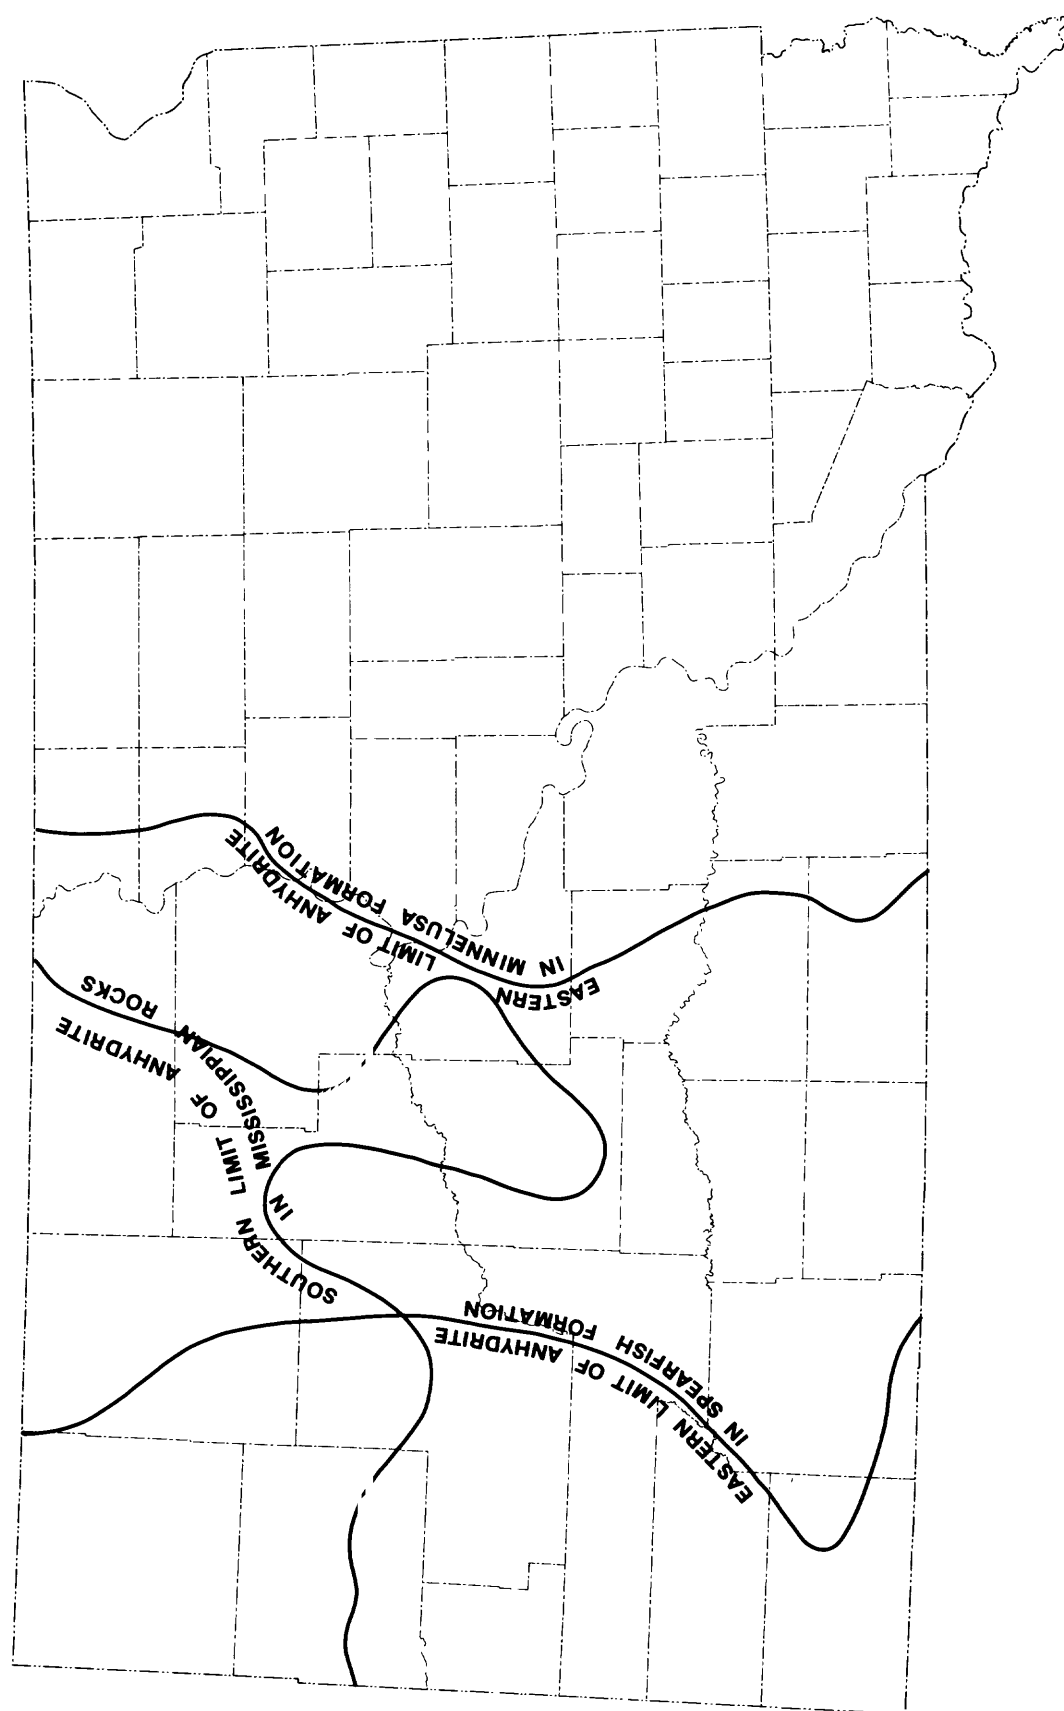 EASTERN LIMIT OF ANHYDRITE
IN MINNELUSA FORMATION
SOUTHERN LIMIT OF ANHYDRITE
IN MISSISSIPPIAN ROCKS
EASTERN LIMIT OF ANHYDRITE
IN SPEARFISH FORMATION